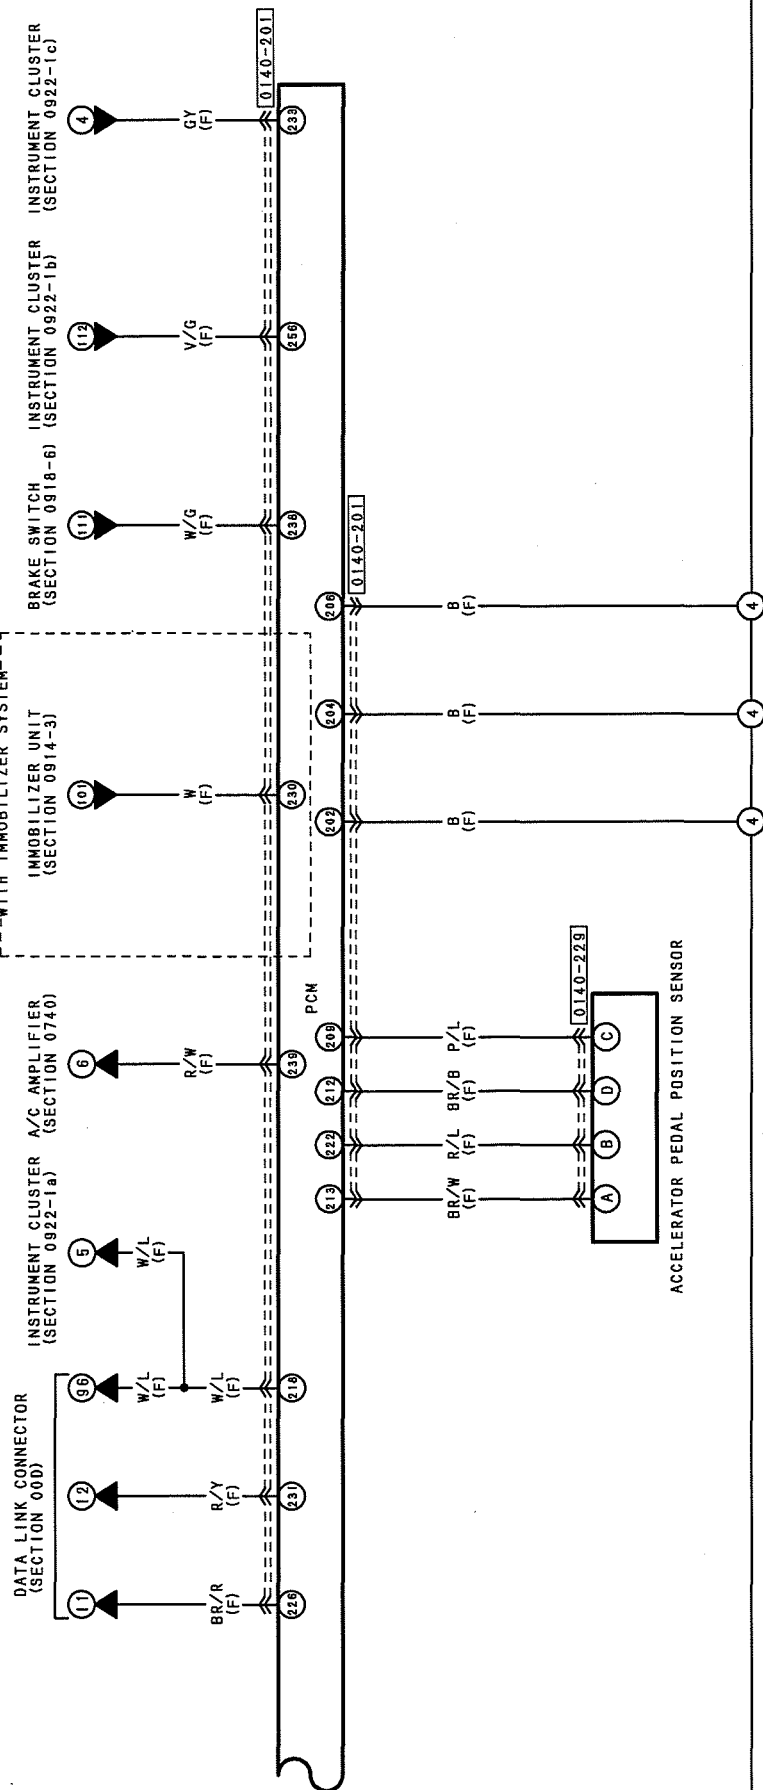 DATA LINK CONNECTOR
(SECTION 00D)
INSTRUMENT CLUSTER
(SECTION 0922-1a)
A/C AMPLIFIER
(SECTION 0740)
WITH IMMOBILIZER SYSTEM
IMMOBILIZER UNIT
(SECTION 0914-3)
BRAKE SWITCH
(SECTION 0918-6)
INSTRUMENT CLUSTER
(SECTION 0922-1b)
INSTRUMENT CLUSTER
(SECTION 0922-1c)
11
12
96
5
6
101
111
112
4
W/L
(F)
W/L
(F)
BR/R
(F)
R/Y
(F)
W/L
(F)
R/W
(F)
W
(F)
W/G
(F)
V/G
(F)
GY
(F)
0140-201
226
231
218
239
230
238
256
233
PCM
213
222
212
209
202
204
206
0140-201
BR/W
(F)
R/L
(F)
BR/B
(F)
P/L
(F)
B
(F)
B
(F)
B
(F)
0140-229
A
B
D
C
ACCELERATOR PEDAL POSITION SENSOR
4
4
4